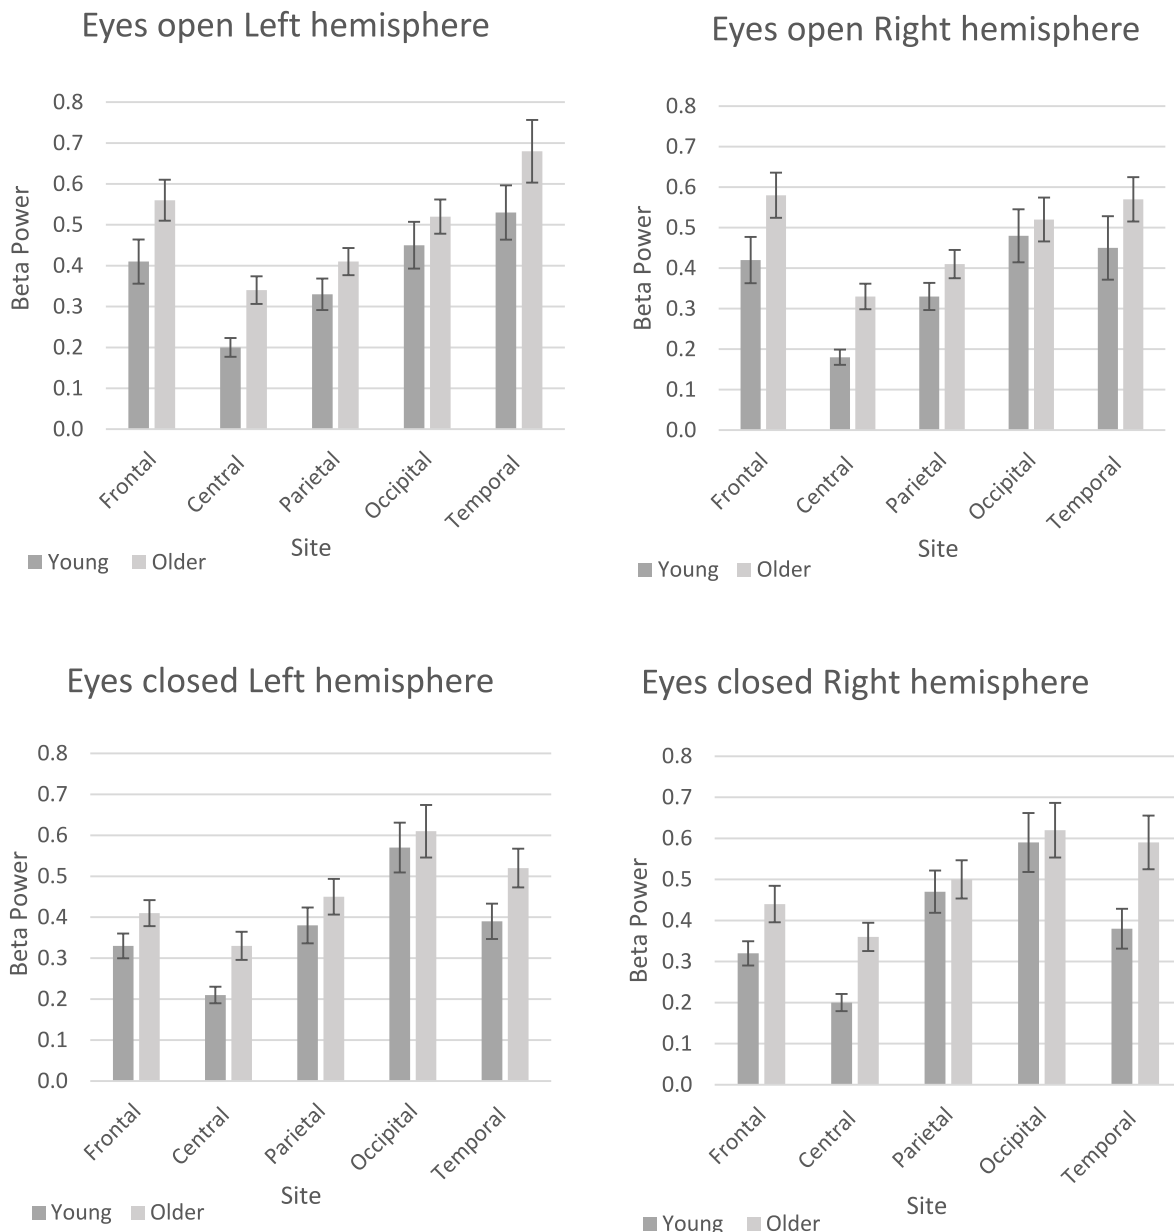 Eyes open Left hemisphere
0.8
0.7
0.6
0.5
0.4
0.3
0.2
0.1
0.0
Beta Power
Frontal
Central
Parietal
Occipital
Temporal
Site
Young Older
Eyes open Right hemisphere
0.8
0.7
0.6
0.5
0.4
0.3
0.2
0.1
0.0
Beta Power
Frontal
Central
Parietal
Occipital
Temporal
Site
Young Older
Eyes closed Left hemisphere
0.8
0.7
0.6
0.5
0.4
0.3
0.2
0.1
0.0
Beta Power
Frontal
Central
Parietal
Occipital
Temporal
Site
Young Older
Eyes closed Right hemisphere
0.8
0.7
0.6
0.5
0.4
0.3
0.2
0.1
0.0
Beta Power
Frontal
Central
Parietal
Occipital
Temporal
Site
Young Older